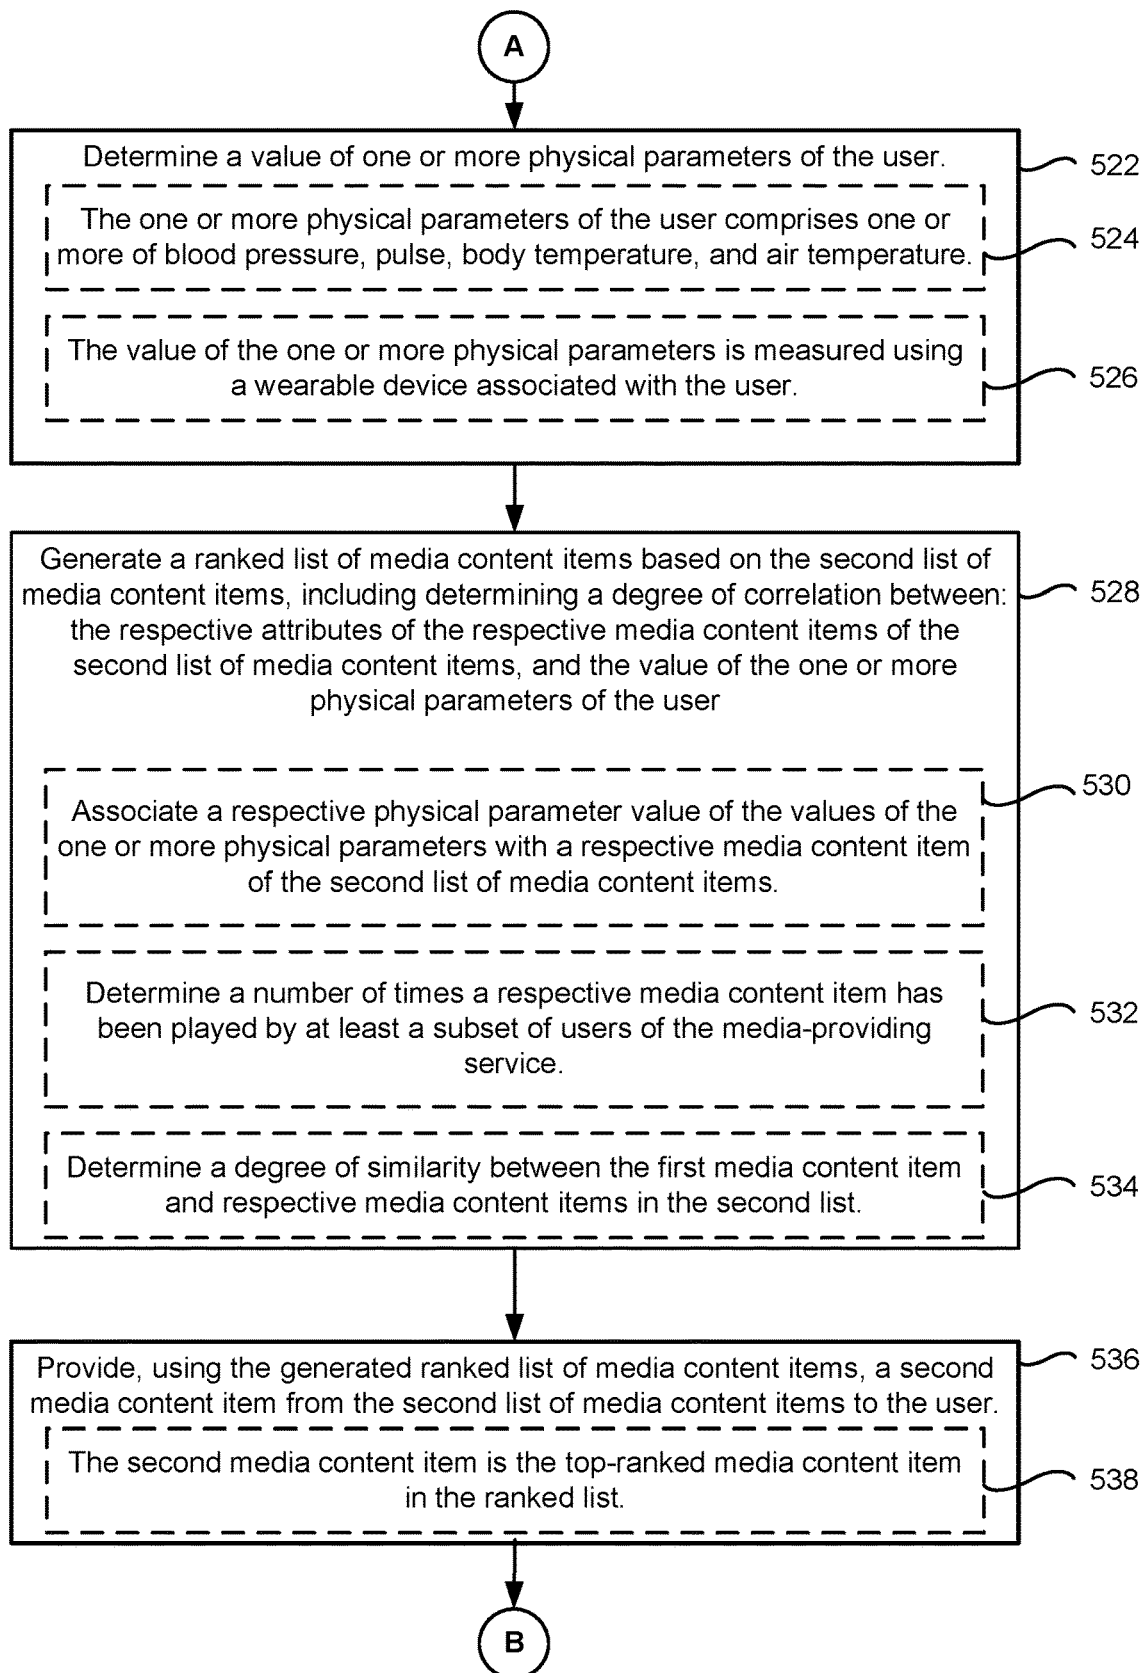 A
Determine a value of one or more physical parameters of the user.
522
The one or more physical parameters of the user comprises one or
more of blood pressure, pulse, body temperature, and air temperature.
524
The value of the one or more physical parameters is measured using
a wearable device associated with the user.
526
Generate a ranked list of media content items based on the second list of
media content items, including determining a degree of correlation between:
the respective attributes of the respective media content items of the
second list of media content items, and the value of the one or more
physical parameters of the user
528
Associate a respective physical parameter value of the values of the
one or more physical parameters with a respective media content item
of the second list of media content items.
530
Determine a number of times a respective media content item has
been played by at least a subset of users of the media-providing
service.
532
Determine a degree of similarity between the first media content item
and respective media content items in the second list.
534
Provide, using the generated ranked list of media content items, a second
media content item from the second list of media content items to the user.
536
The second media content item is the top-ranked media content item
in the ranked list.
538
B